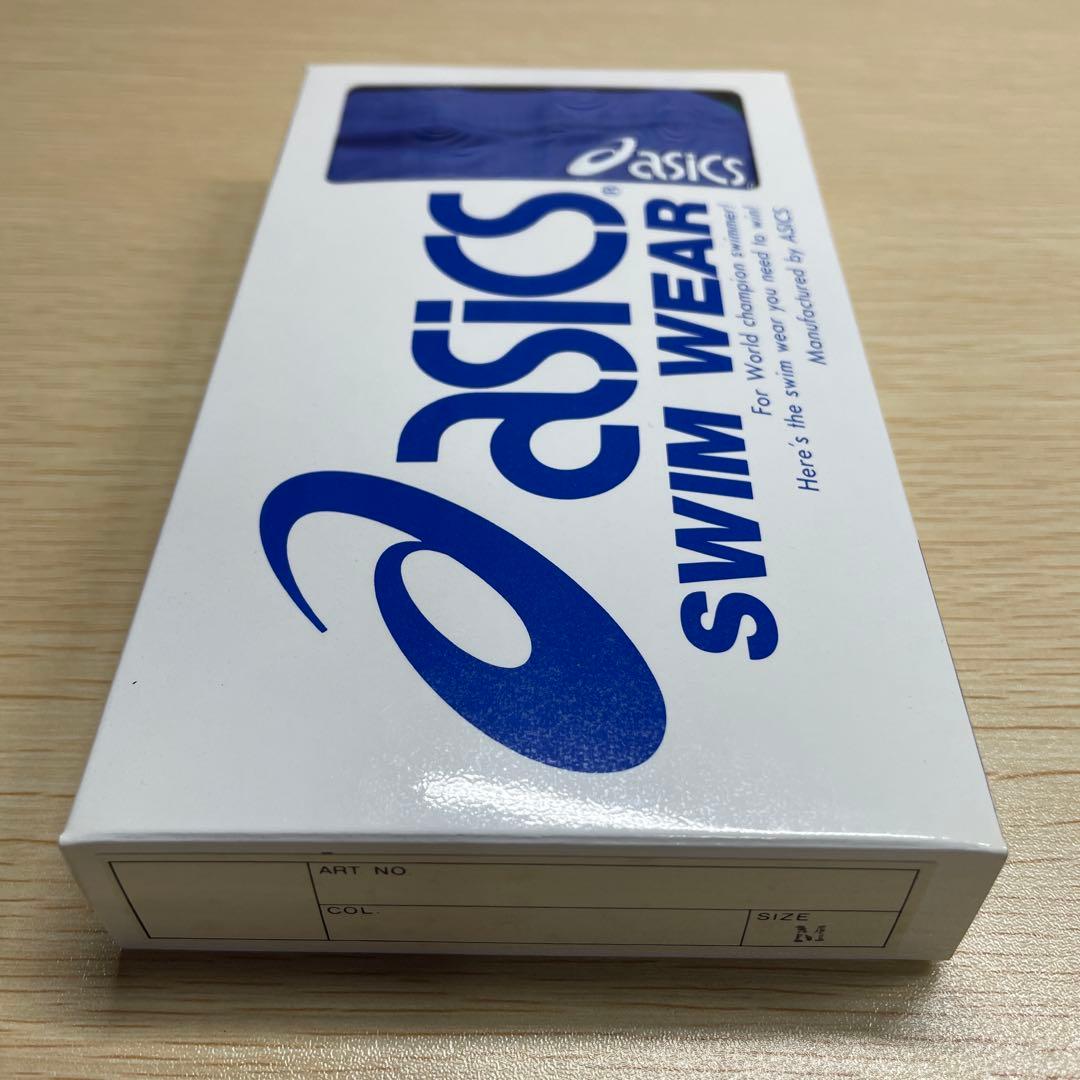 asics
asics®
SWIM WEAR
For World champion swimmer!
Here's the swim wear you need to win!
Manufactured by ASICS
ART NO
COL.
SIZE